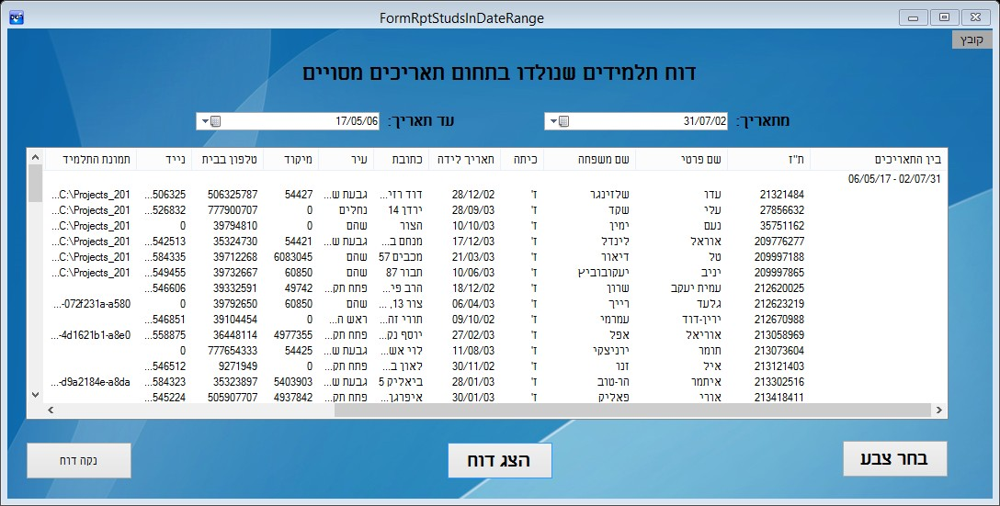 FormRptStudsInDateRange
קובץ
דוח תלמידים שנולדו בתחום תאריכים מסויים
מתאריך: 31/07/02 עד תאריך: 17/05/06
בין התאריכים ת"ז שם פרטי שם משפחה כיתה תאריך לידה כתובת עיר מיקוד טלפון בבית נייד תמונת התלמיד
06/05/17 - 02/07/31
21321484 עדו שלזינגר ז' 28/12/02 דוד רזי... גבעת ש... 54427 506325787 506325... C:\Projects_201...
27856632 עלי שקד ז' 28/09/03 ירדן 14 נחלים 0 777900707 526832... C:\Projects_201...
35751162 נעם ימין ז' 10/10/03 הצור שהם 0 39794810 0 C:\Projects_201...
209776277 אוראל לינדל ז' 17/12/03 מנחם ב... גבעת ש... 54421 35324730 542513... C:\Projects_201...
209997188 טל דיאור ז' 21/03/03 מכבים 57 שהם 6083045 39712268 584335... C:\Projects_201...
209997865 יניב יעקובוביץ ז' 10/06/03 חבור 87 שהם 60850 39732667 549455... C:\Projects_201...
212620025 עמית יעקב שרון ז' 18/12/02 הרב פי... פתח תק... 49742 39332591 546606...
212623219 גלעד רייך ז' 06/04/03 צור 13, ... שהם 60850 39792650 0 072f231a-a580-...
212670988 ירין-דוד עמרמי ז' 09/10/02 חורי זה... ראש ה... 0 39104454 546851...
213058969 אוריאל אפל ז' 27/02/03 יוסף נק... פתח תק... 4977355 36448114 558875... 4d1621b1-a8e0-...
213073604 תומר ירניצקי ז' 11/08/03 לוי אש... גבעת ש... 54425 777654333 0
213121403 איל זנר ז' 30/11/02 לאון ב... פתח תק... 0 9271949 546512...
213302516 איתמר הר-טוב ז' 28/01/03 ביאליק 5 גבעת ש... 5403903 35323897 584323... d9a2184e-a8da-...
213418411 אורי פאליק ז' 30/01/03 איפרגן... פתח תק... 4937842 505907707 545224...
בחר צבע הצג דוח נקה דוח